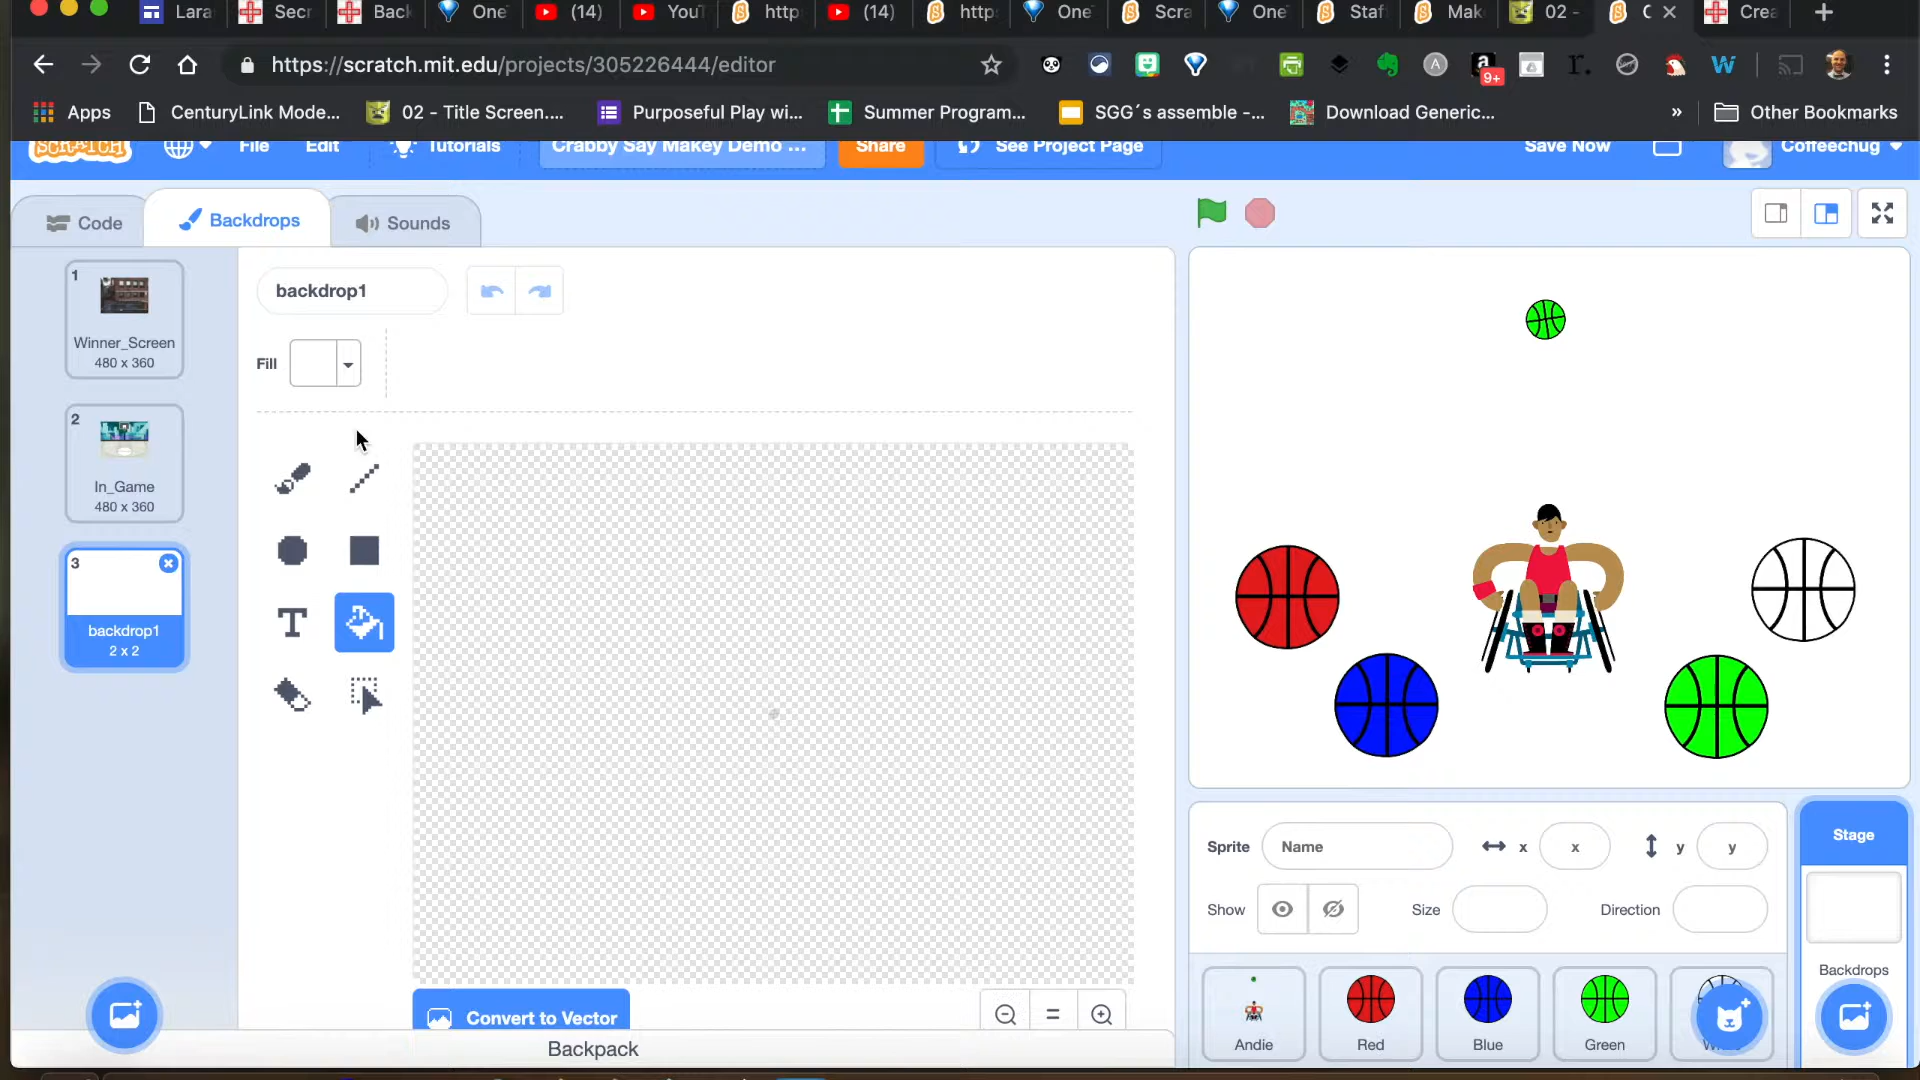 Lara
Secr
Back
One
(14)
You
http
(14)
http
One
Scra
One
Staf
Mak
02 -
Crea
https://scratch.mit.edu/projects/305226444/editor
9+
Apps
CenturyLink Mode...
02 - Title Screen....
Purposeful Play wi...
Summer Program...
SGG´s assemble -...
Download Generic...
»
Other Bookmarks
SCRATCH
File
Edit
Tutorials
Crabby Say Makey Demo ...
Share
See Project Page
Save Now
Coffeechug
Code
Backdrops
Sounds
1
Winner_Screen
480 x 360
2
In_Game
480 x 360
3
backdrop1
2 x 2
backdrop1
Fill
T
Convert to Vector
Backpack
Sprite
Name
x
x
y
y
Show
Size
Direction
Andie
Red
Blue
Green
Stage
Backdrops